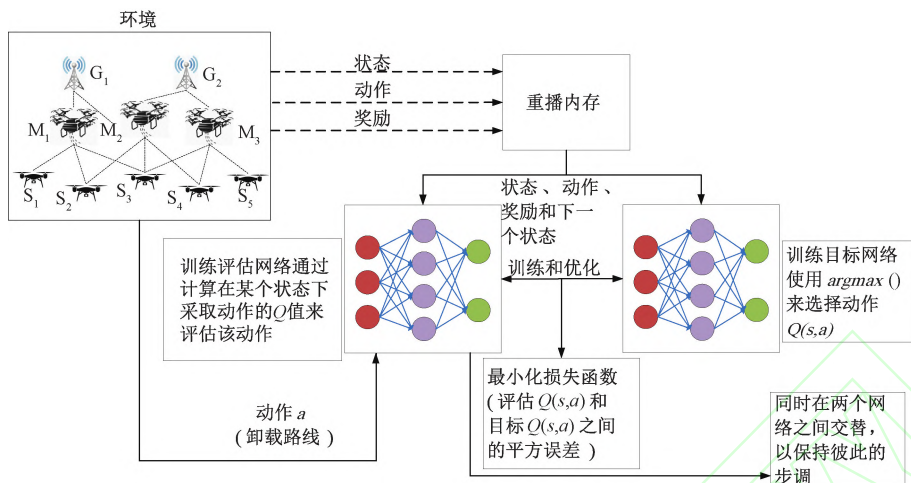 环境
G1
G2
M1
M2
M3
S1
S2
S3
S4
S5
状态
动作
奖励
重播内存
状态、动作、
奖励和下一
个状态
训练评估网络通过
计算在某个状态下
采取动作的Q值来
评估该动作
训练和优化
训练目标网络
使用 argmax ()
来选择动作
Q(s,a)
动作 a
(卸载路线)
最小化损失函数
(评估 Q(s,a) 和
目标 Q(s,a) 之间
的平方误差)
同时在两个网
络之间交替，
以保持彼此的
步调